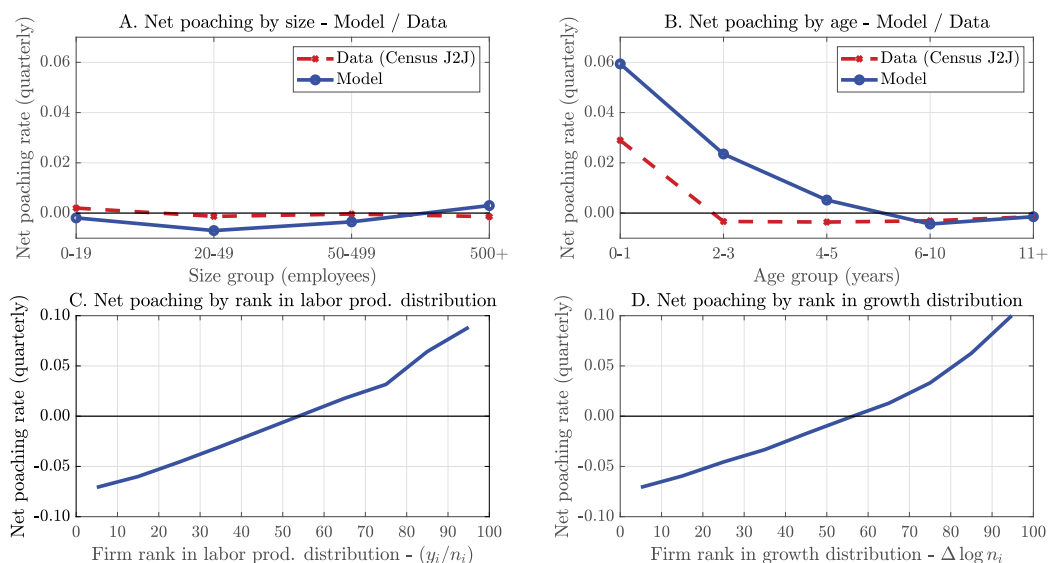 A. Net poaching by size - Model / Data
Net poaching rate (quarterly)
0.06
0.04
0.02
0.00
Data (Census J2J)
Model
0-19
20-49
50-499
500+
Size group (employees)
B. Net poaching by age - Model / Data
Net poaching rate (quarterly)
0.06
0.04
0.02
0.00
Data (Census J2J)
Model
0-1
2-3
4-5
6-10
11+
Age group (years)
C. Net poaching by rank in labor prod. distribution
Net poaching rate (quarterly)
0.10
0.05
0.00
-0.05
-0.10
0 10 20 30 40 50 60 70 80 90 100
Firm rank in labor prod. distribution - (y_i/n_i)
D. Net poaching by rank in growth distribution
Net poaching rate (quarterly)
0.10
0.05
0.00
-0.05
-0.10
0 10 20 30 40 50 60 70 80 90 100
Firm rank in growth distribution - Δ log n_i